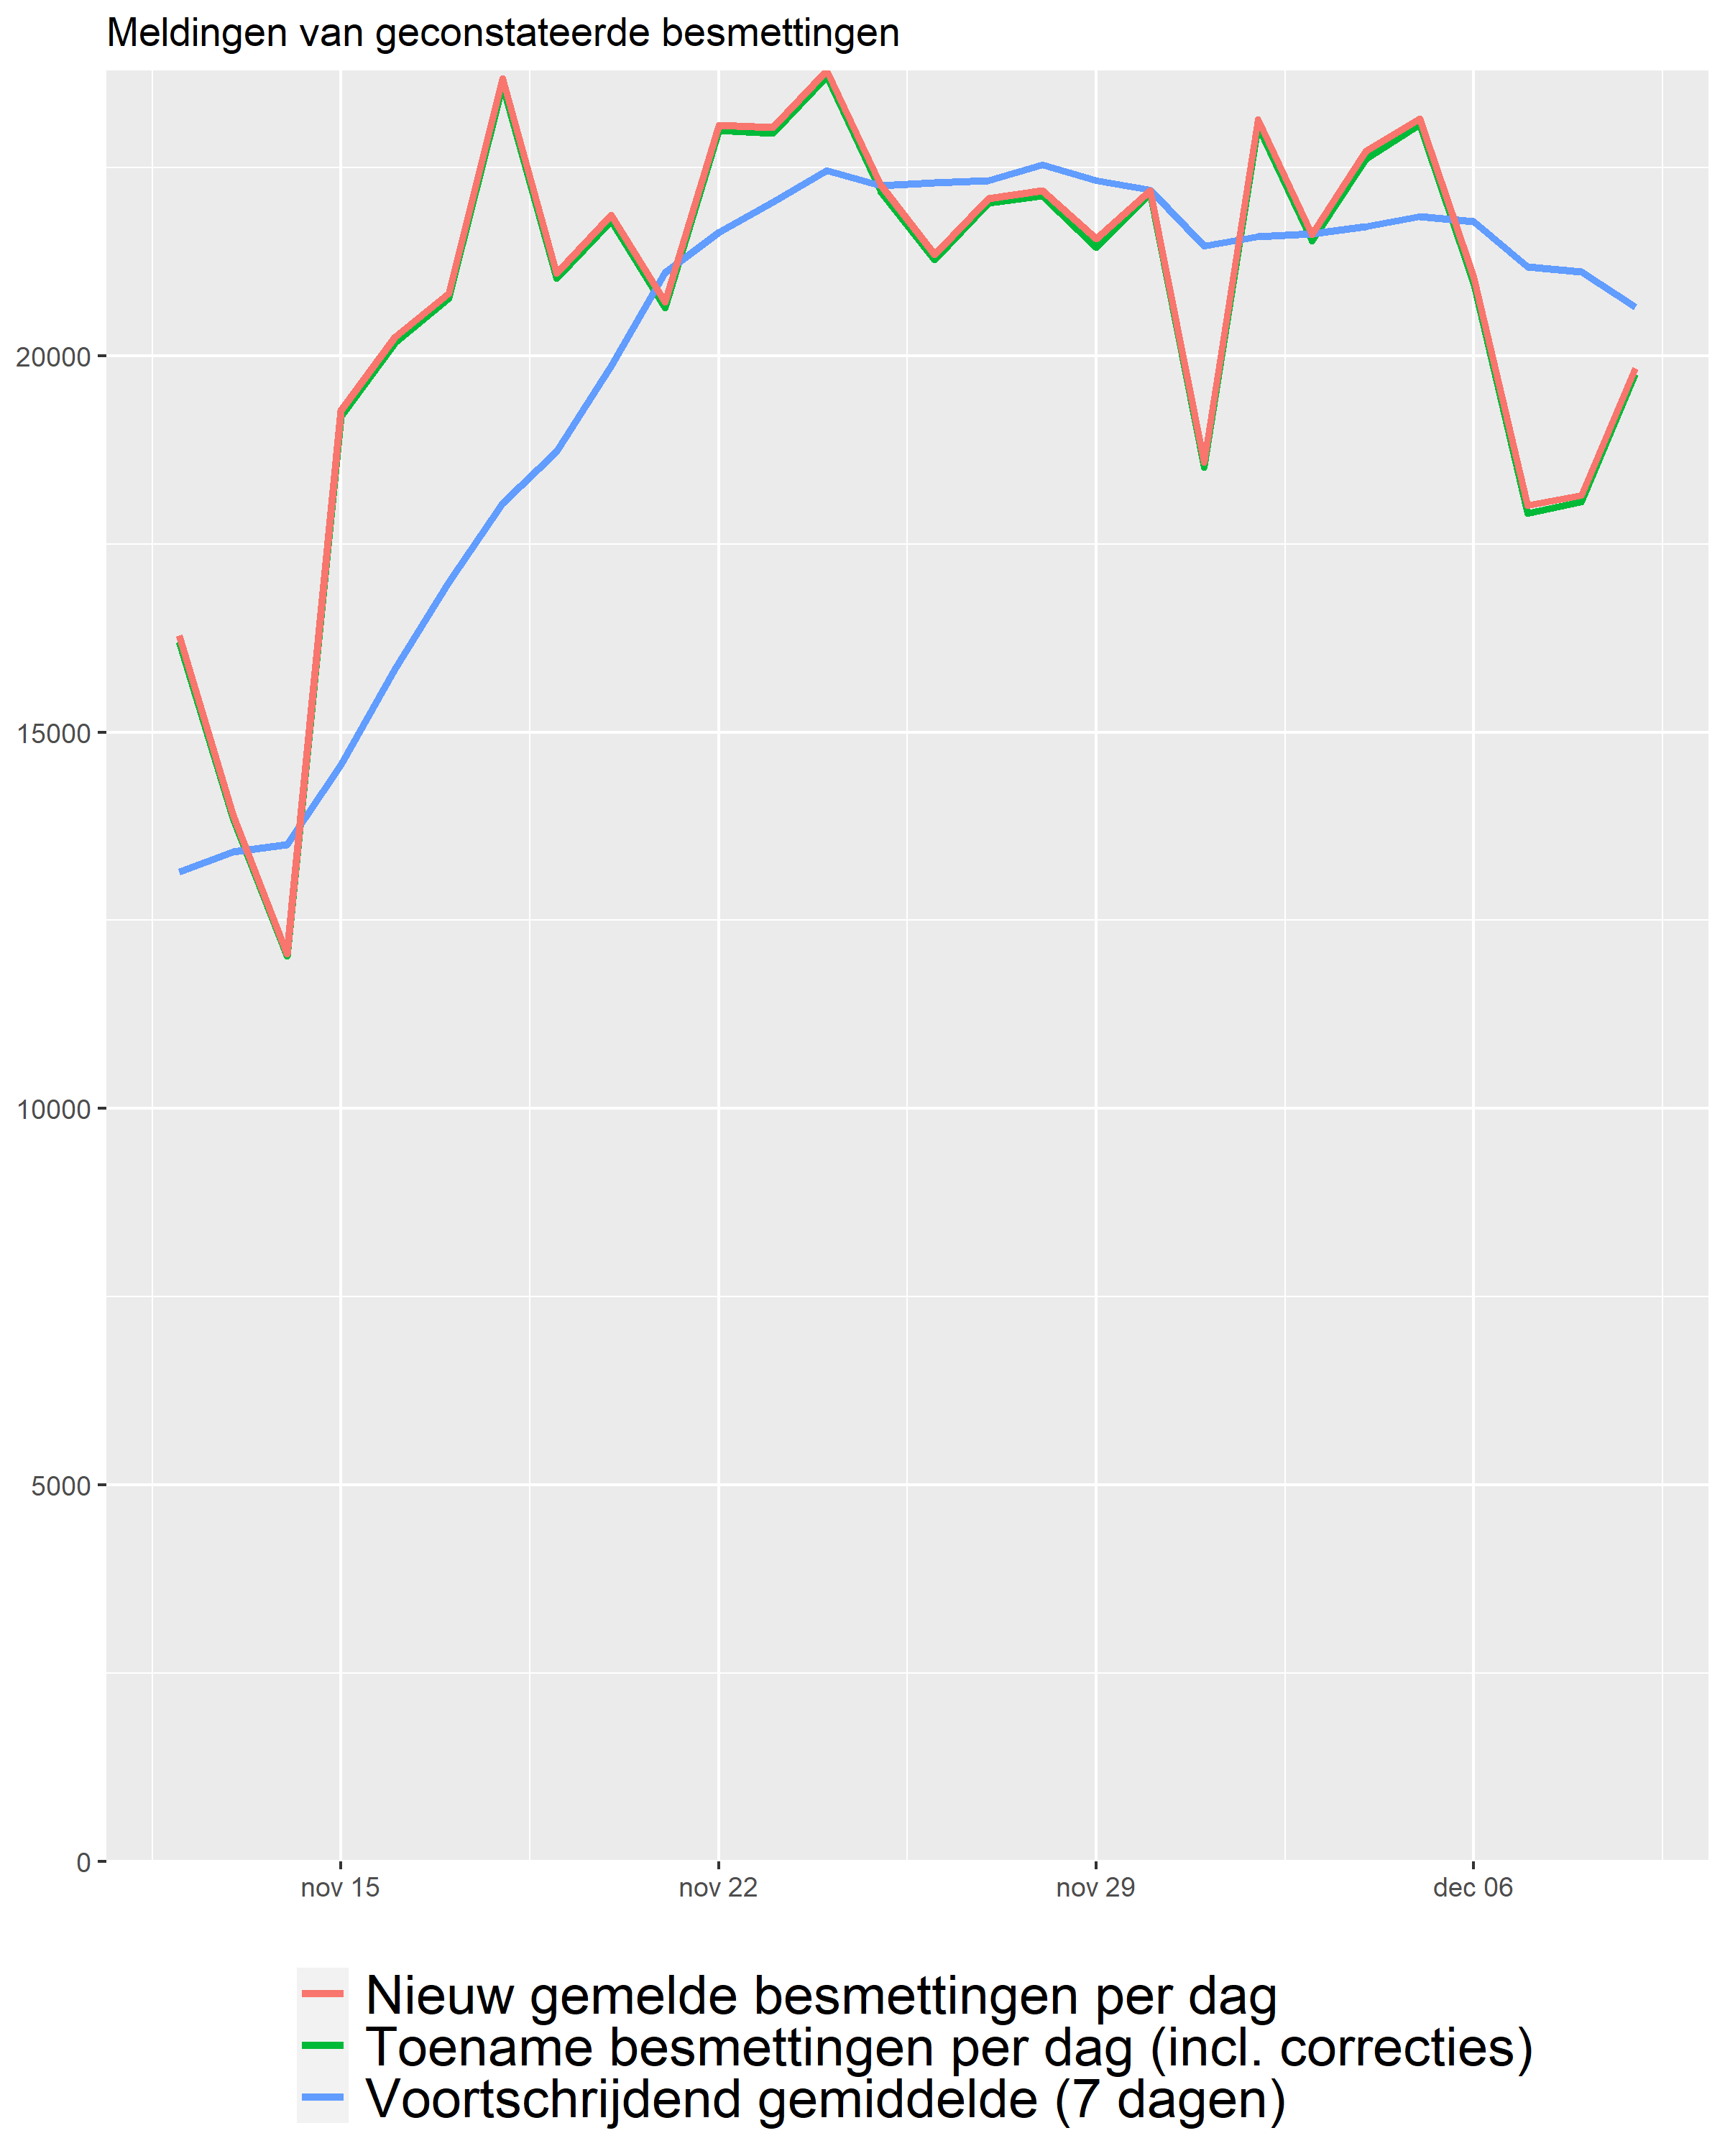 Meldingen van geconstateerde besmettingen
20000
15000
10000
5000
0
nov 15
nov 22
nov 29
dec 06
Nieuw gemelde besmettingen per dag
Toename besmettingen per dag (incl. correcties)
Voortschrijdend gemiddelde (7 dagen)